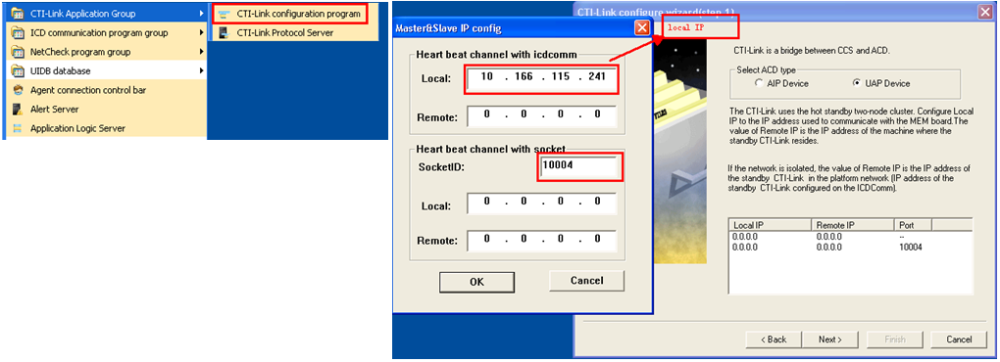 CTI-Link Application Group
ICD communication program group
NetCheck program group
UIDB database
Agent connection control bar
Alert Server
Application Logic Server
CTI-Link configuration program
CTI-Link Protocol Server
Master&Slave IP config
Heart beat channel with icdcomm
Local: 10 . 166 . 115 . 241
Remote: 0 . 0 . 0 . 0
Heart beat channel with socket
SocketID: 10004
Local: 0 . 0 . 0 . 0
Remote: 0 . 0 . 0 . 0
OK Cancel
CTI-Link configure wizard(step 1)
local IP
CTI-Link is a bridge between CCS and ACD.
Select ACD type
AIP Device UAP Device
The CTI-Link uses the hot standby two-node cluster. Configure Local
IP to the IP address used to communicate with the MEM board.The
value of Remote IP is the IP address of the machine where the
standby CTI-Link resides.
If the network is isolated, the value of Remote IP is the IP address of
the standby CTI-Link in the platform network (IP address of the
standby CTI-Link configured on the ICDComm).
Local IP Remote IP Port
0.0.0.0 0.0.0.0 --
0.0.0.0 0.0.0.0 10004
< Back Next > Finish Cancel